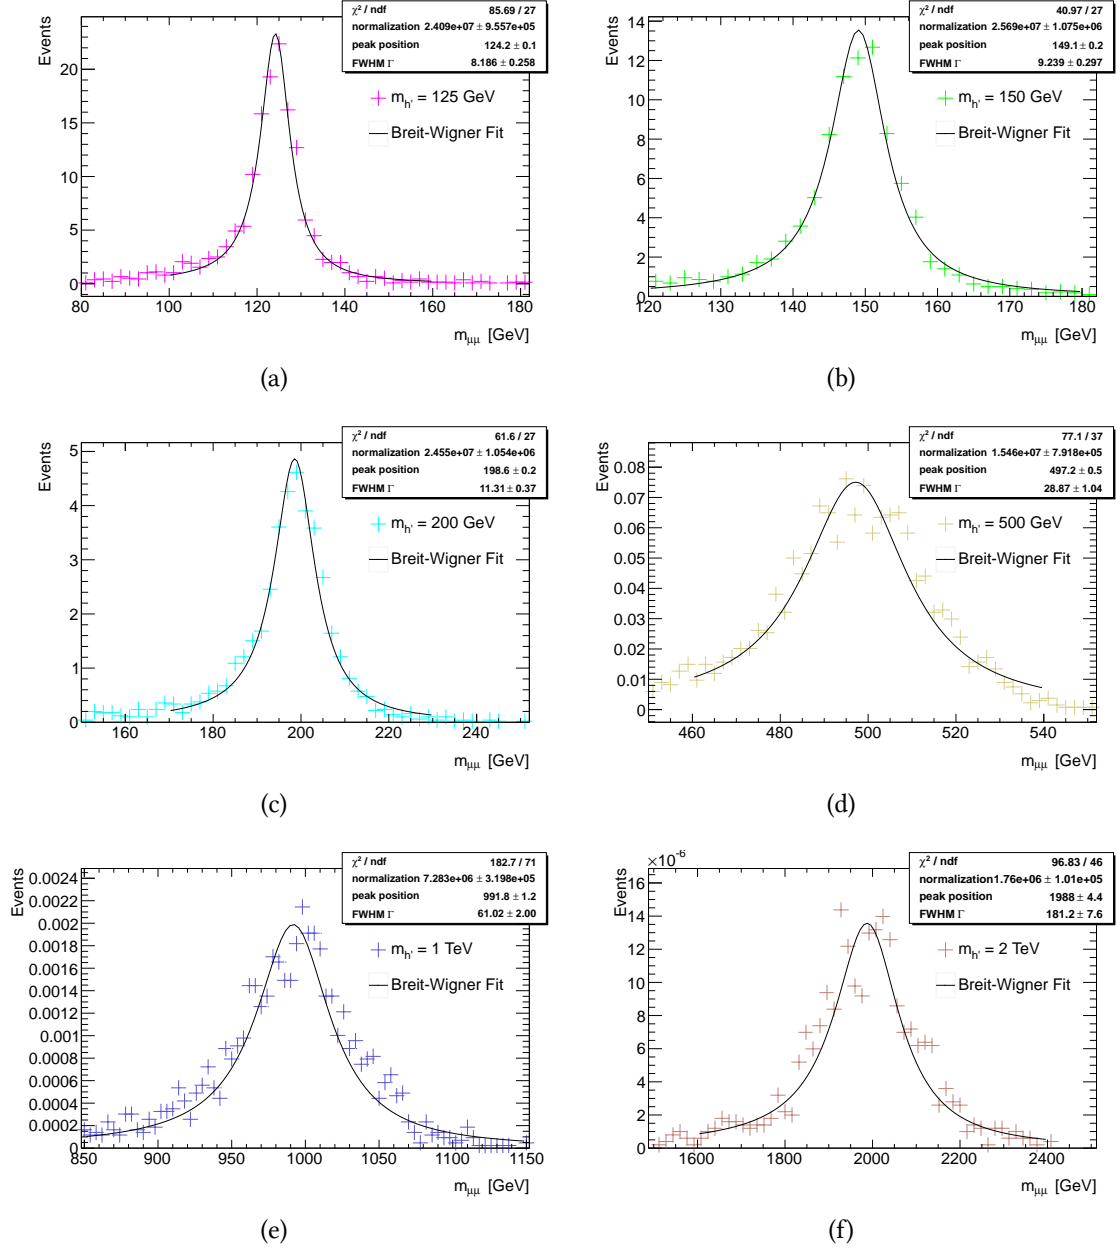 χ² / ndf 85.69 / 27
normalization 2.409e+07 ± 9.557e+05
peak position 124.2 ± 0.1
FWHM Γ 8.186 ± 0.258
Events
m_h' = 125 GeV
Breit-Wigner Fit
20
15
10
5
0
80 100 120 140 160 180
m_μμ [GeV]
(a)
χ² / ndf 40.97 / 27
normalization 2.569e+07 ± 1.075e+06
peak position 149.1 ± 0.2
FWHM Γ 9.239 ± 0.297
Events
m_h' = 150 GeV
Breit-Wigner Fit
14
12
10
8
6
4
2
0
120 130 140 150 160 170 180
m_μμ [GeV]
(b)
χ² / ndf 61.6 / 27
normalization 2.455e+07 ± 1.054e+06
peak position 198.6 ± 0.2
FWHM Γ 11.31 ± 0.37
Events
m_h' = 200 GeV
Breit-Wigner Fit
5
4
3
2
1
0
160 180 200 220 240
m_μμ [GeV]
(c)
χ² / ndf 77.1 / 37
normalization 1.546e+07 ± 7.918e+05
peak position 497.2 ± 0.5
FWHM Γ 28.87 ± 1.04
Events
m_h' = 500 GeV
Breit-Wigner Fit
0.08
0.07
0.06
0.05
0.04
0.03
0.02
0.01
0
460 480 500 520 540
m_μμ [GeV]
(d)
χ² / ndf 182.7 / 71
normalization 7.283e+06 ± 3.198e+05
peak position 991.8 ± 1.2
FWHM Γ 61.02 ± 2.00
Events
m_h' = 1 TeV
Breit-Wigner Fit
0.0024
0.0022
0.002
0.0018
0.0016
0.0014
0.0012
0.001
0.0008
0.0006
0.0004
0.0002
0
850 900 950 1000 1050 1100 1150
m_μμ [GeV]
(e)
×10⁻⁶
χ² / ndf 96.83 / 46
normalization 1.76e+06 ± 1.01e+05
peak position 1988 ± 4.4
FWHM Γ 181.2 ± 7.6
Events
m_h' = 2 TeV
Breit-Wigner Fit
16
14
12
10
8
6
4
2
0
1600 1800 2000 2200 2400
m_μμ [GeV]
(f)